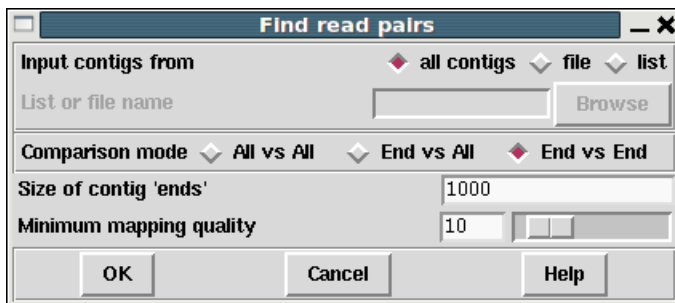 Find read pairs
Input contigs from all contigs file list
List or file name Browse
Comparison mode All vs All End vs All End vs End
Size of contig 'ends' 1000
Minimum mapping quality 10
OK Cancel Help